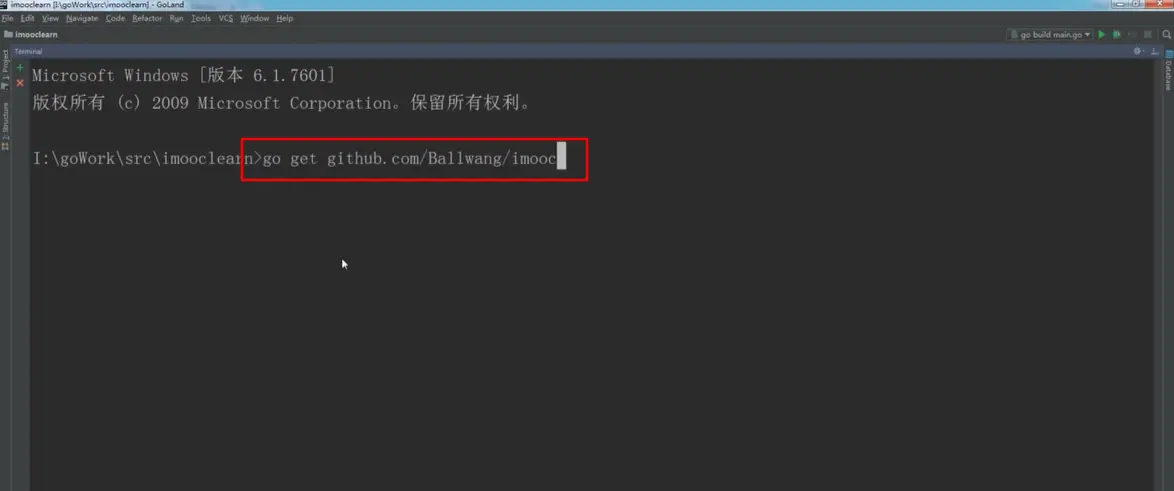 imooclearn [I:\goWork\src\imooclearn] - GoLand
File Edit View Navigate Code Refactor Run Tools VCS Window Help
imooclearn
go build main.go
Terminal
1: Project
2: Structure
Database
Microsoft Windows [版本 6.1.7601]
版权所有 (c) 2009 Microsoft Corporation。保留所有权利。
I:\goWork\src\imooclearn>go get github.com/Ballwang/imooc